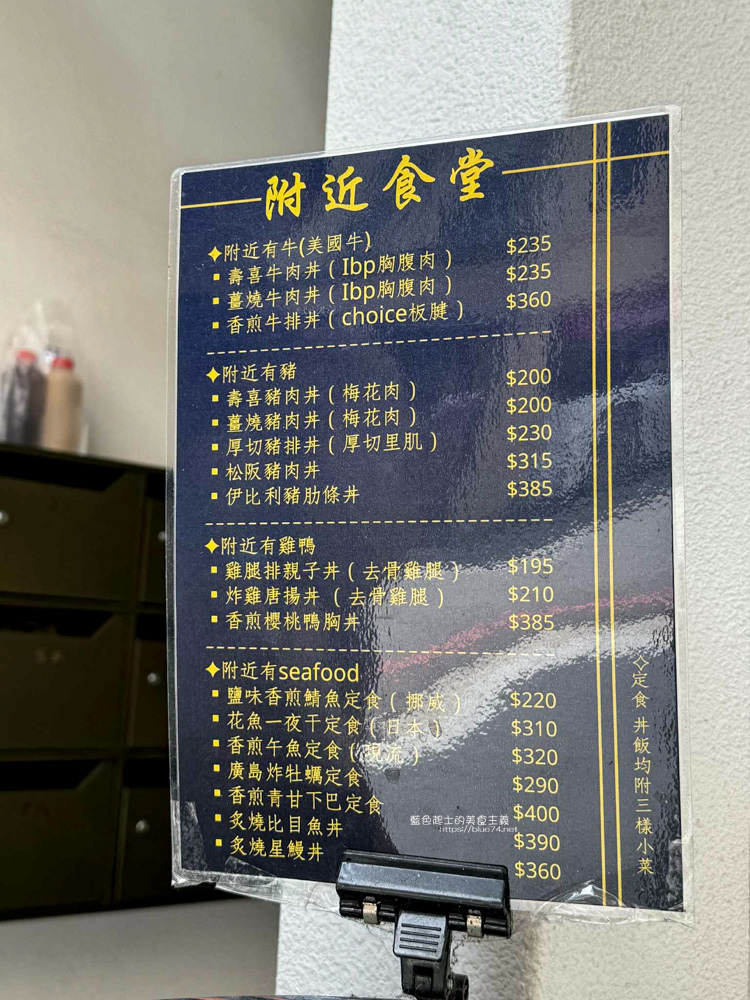 附近食堂
✦附近有牛(美國牛)
▪ 壽喜牛肉丼(Ibp胸腹肉) $235
▪ 薑燒牛肉丼(Ibp胸腹肉) $235
▪ 香煎牛排丼(choice板腱) $360
✦附近有豬
▪ 壽喜豬肉丼(梅花肉) $200
▪ 薑燒豬肉丼(梅花肉) $200
▪ 厚切豬排丼(厚切里肌) $230
▪ 松阪豬肉丼 $315
▪ 伊比利豬肋條丼 $385
✦附近有雞鴨
▪ 雞腿排親子丼(去骨雞腿) $195
▪ 炸雞唐揚丼(去骨雞腿) $210
▪ 香煎櫻桃鴨胸丼 $385
✦附近有seafood
▪ 鹽味香煎鯖魚定食(挪威) $220
▪ 花魚一夜干定食(日本) $310
▪ 香煎午魚定食(現流) $320
▪ 廣島炸牡蠣定食 $290
▪ 香煎青甘下巴定食 $400
▪ 炙燒比目魚丼 $390
▪ 炙燒星鰻丼 $360
✧定食 丼飯均附三樣小菜
藍色起士的美食主義
https://blue74.net